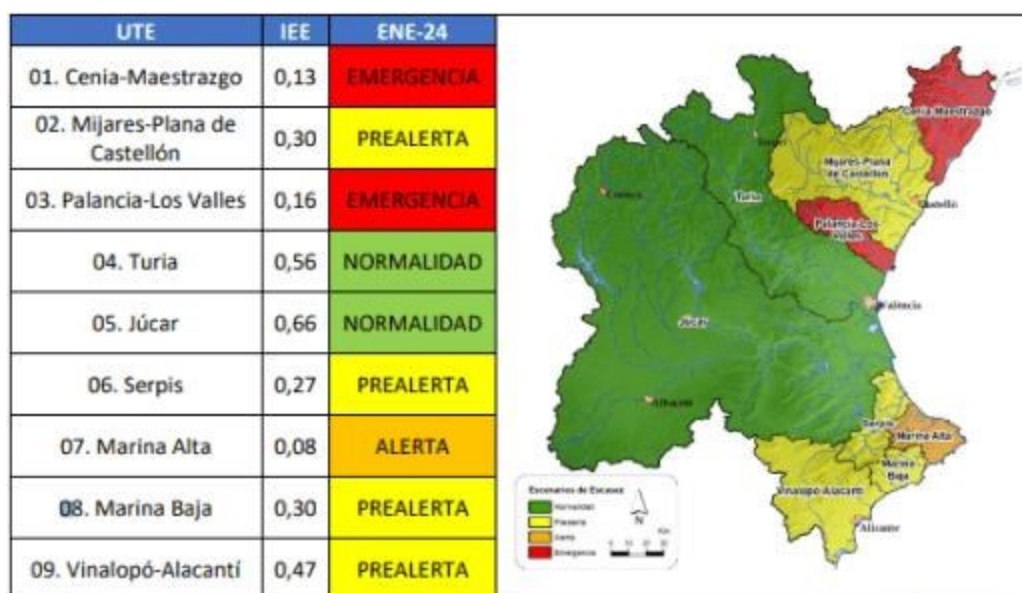 UTE IEE ENE-24
01. Cenia-Maestrazgo 0,13 EMERGENCIA
02. Mijares-Plana de
Castellón 0,30 PREALERTA
03. Palancia-Los Valles 0,16 EMERGENCIA
04. Turia 0,56 NORMALIDAD
05. Júcar 0,66 NORMALIDAD
06. Serpis 0,27 PREALERTA
07. Marina Alta 0,08 ALERTA
08. Marina Baja 0,30 PREALERTA
09. Vinalopó-Alacantí 0,47 PREALERTA
Cenia-Maestrazgo
Teruel
Mijares-Plana
de Castellón
Cuenca
Turia
Castelló
Palancia-Los
Valles
Valencia
Júcar
Albacete
Serpis
Marina Alta
Marina
Baja
Vinalopó-Alacantí
Alicante
Escenarios de Escasez
Normalidad
Prealerta
Alerta
Emergencia
N
Km